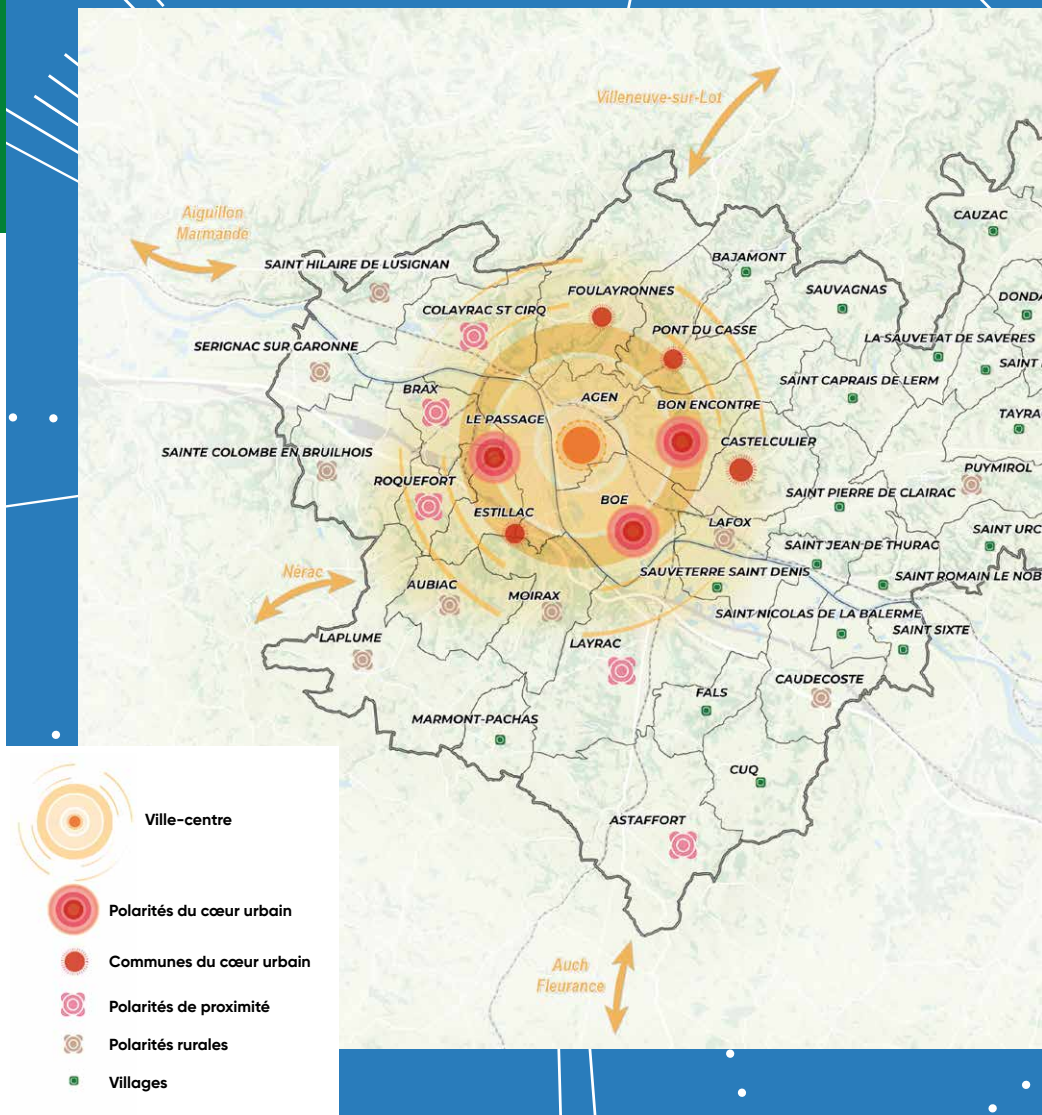 Villeneuve-sur-Lot
Aiguillon
Marmande
CAUZAC
BAJAMONT
SAINT HILAIRE DE LUSIGNAN
FOULAYRONNES
SAUVAGNAS
COLAYRAC ST CIRQ
PONT DU CASSE
LA SAUVETAT DE SAVERES
SERIGNAC SUR GARONNE
SAINT CAPRAIS DE LERM
BRAX
AGEN
BON ENCONTRE
LE PASSAGE
CASTELCULIER
SAINTE COLOMBE EN BRUILHOIS
PUYMIROL
ROQUEFORT
SAINT PIERRE DE CLAIRAC
BOE
ESTILLAC
LAFOX
SAINT URC
SAINT JEAN DE THURAC
Nérac
SAUVETERRE SAINT DENIS
SAINT ROMAIN LE NOB
AUBIAC
MOIRAX
SAINT NICOLAS DE LA BALERME
SAINT SIXTE
LAPLUME
LAYRAC
CAUDECOSTE
FALS
MARMONT-PACHAS
CUQ
ASTAFFORT
Auch
Fleurance
Ville-centre
Polarités du cœur urbain
Communes du cœur urbain
Polarités de proximité
Polarités rurales
Villages